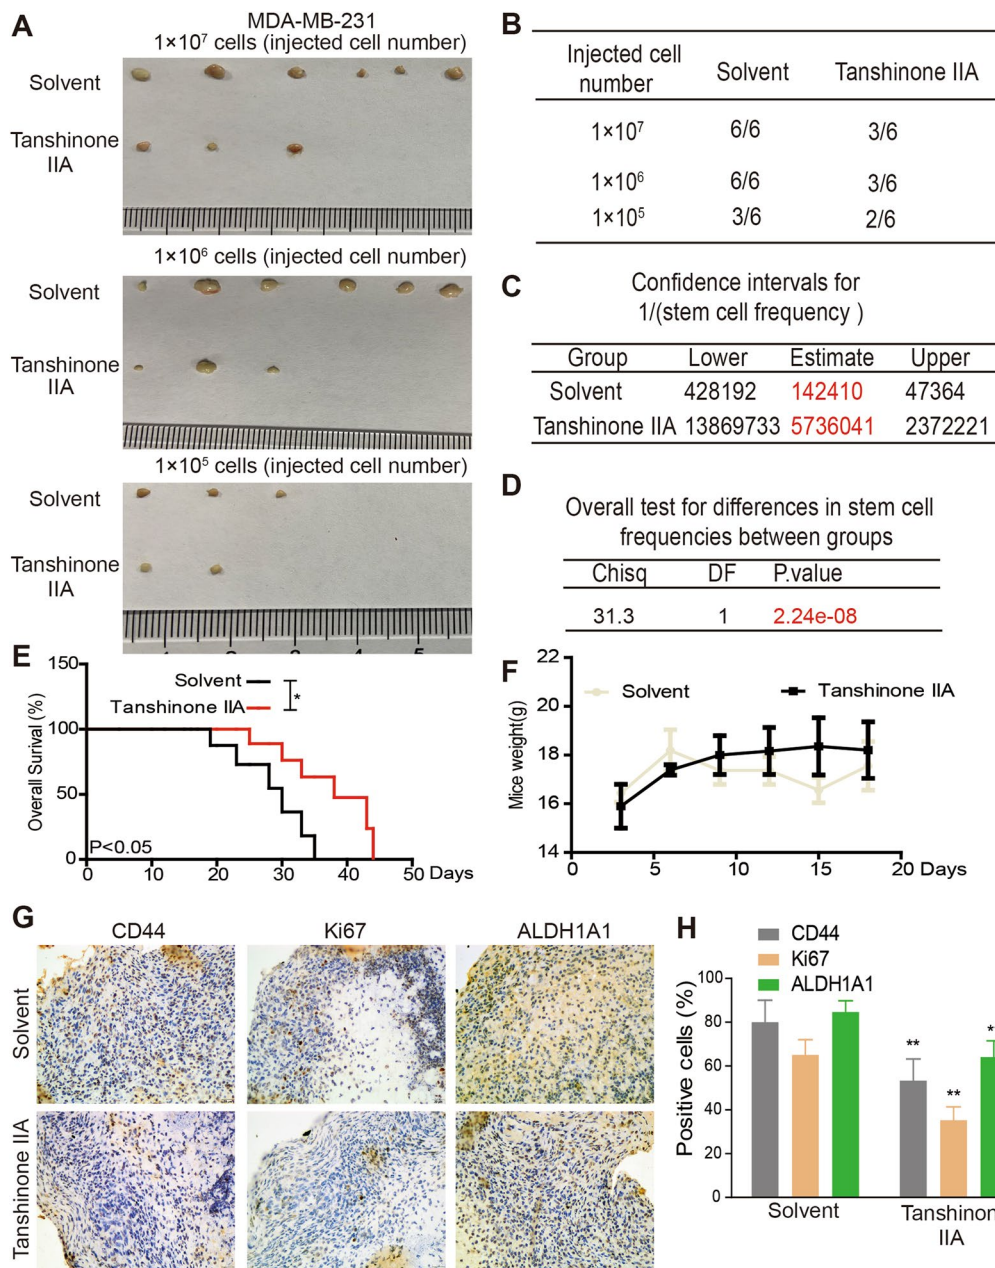 A
MDA-MB-231
1×10⁷ cells (injected cell number)
Solvent
Tanshinone
IIA
1×10⁶ cells (injected cell number)
Solvent
Tanshinone
IIA
1×10⁵ cells (injected cell number)
Solvent
Tanshinone
IIA
B
Injected cell number Solvent Tanshinone IIA
1×10⁷ 6/6 3/6
1×10⁶ 6/6 3/6
1×10⁵ 3/6 2/6
C
Confidence intervals for
1/(stem cell frequency )
Group Lower Estimate Upper
Solvent 428192 142410 47364
Tanshinone IIA 13869733 5736041 2372221
D
Overall test for differences in stem cell
frequencies between groups
Chisq DF P.value
31.3 1 2.24e-08
E
Solvent
Tanshinone IIA
*
Overall Surival (%)
150
100
50
0
P<0.05
0 10 20 30 40 50 Days
F
Solvent Tanshinone IIA
Mice weight(g)
22
20
18
16
14
0 5 10 15 20 Days
G
CD44 Ki67 ALDH1A1
Solvent
Tanshinone IIA
H
CD44
Ki67
ALDH1A1
Positive cells (%)
100
80
60
40
20
0
** ** *
Solvent
Tanshinon
IIA